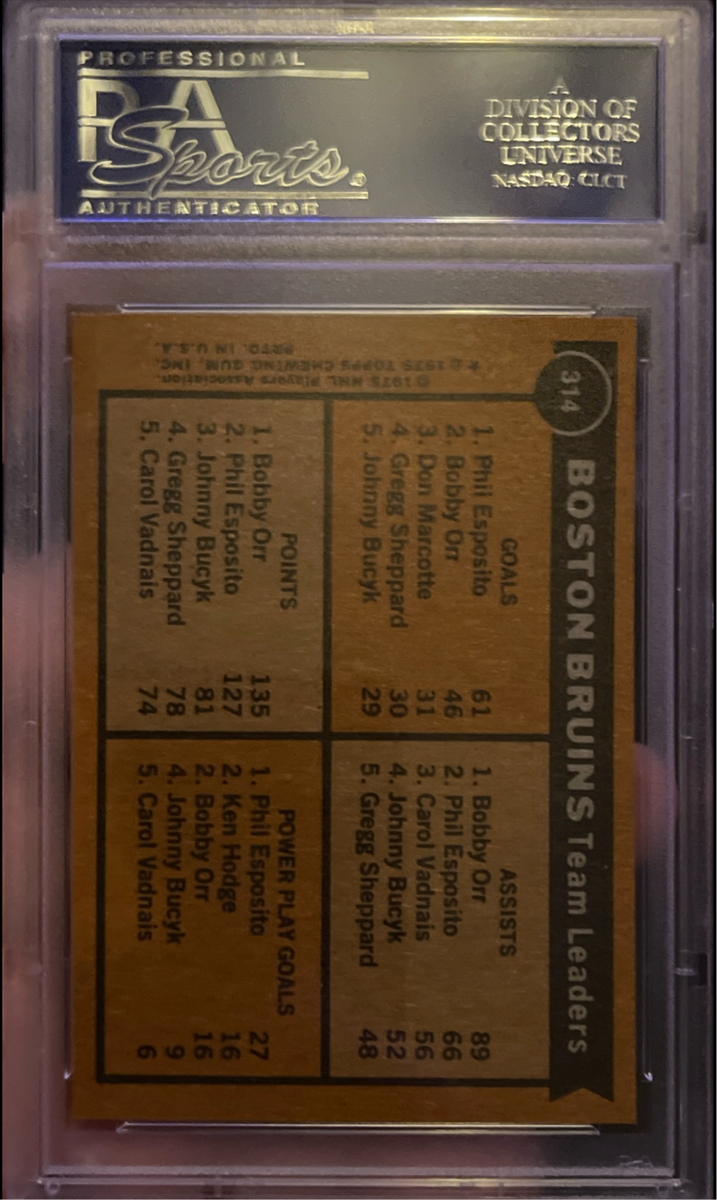 PROFESSIONAL
PSA
Sports
AUTHENTICATOR
A
DIVISION OF
COLLECTORS
UNIVERSE
NASDAQ: CLCT
314
BOSTON BRUINS Team Leaders
GOALS
1. Phil Esposito 61
2. Bobby Orr 46
3. Don Marcotte 31
4. Gregg Sheppard 30
5. Johnny Bucyk 29
ASSISTS
1. Bobby Orr 89
2. Phil Esposito 66
3. Carol Vadnais 56
4. Johnny Bucyk 52
5. Gregg Sheppard 48
POINTS
1. Bobby Orr 135
2. Phil Esposito 127
3. Johnny Bucyk 81
4. Gregg Sheppard 78
5. Carol Vadnais 74
POWER PLAY GOALS
1. Phil Esposito 27
2. Ken Hodge 16
2. Bobby Orr 16
4. Johnny Bucyk 9
5. Carol Vadnais 6
© 1975 NHL Players Association.
★ © 1975 TOPPS CHEWING GUM, INC.
PRTD. IN U.S.A.